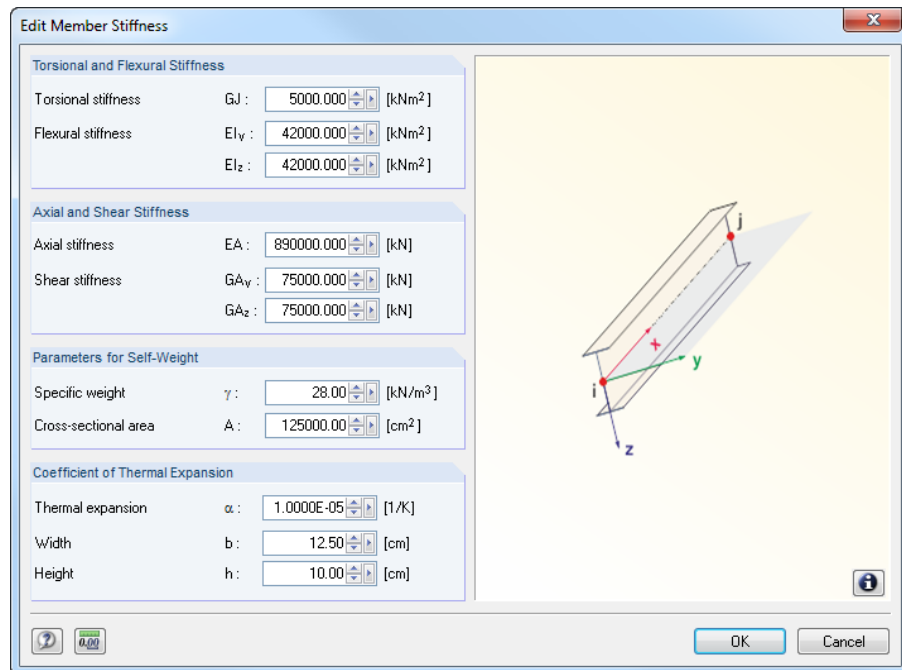 Edit Member Stiffness
Torsional and Flexural Stiffness
Torsional stiffness GJ : 5000.000 [kNm²]
Flexural stiffness EIy : 42000.000 [kNm²]
EIz : 42000.000 [kNm²]
Axial and Shear Stiffness
Axial stiffness EA : 890000.000 [kN]
Shear stiffness GAy : 75000.000 [kN]
GAz : 75000.000 [kN]
Parameters for Self-Weight
Specific weight γ : 28.00 [kN/m³]
Cross-sectional area A : 125000.00 [cm²]
Coefficient of Thermal Expansion
Thermal expansion α : 1.0000E-05 [1/K]
Width b : 12.50 [cm]
Height h : 10.00 [cm]
j
x
y
i
z
0.00
OK Cancel